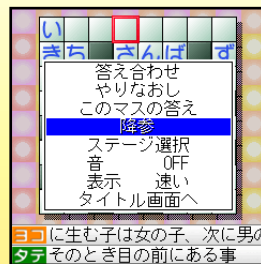 い
きち さんば ず
答え合わせ
やりなおし
このマスの答え
降参
ステージ選択
音 OFF
表示 速い
タイトル画面へ
ヨコ に生む子は女の子、次に男の
タテ そのとき目の前にある事